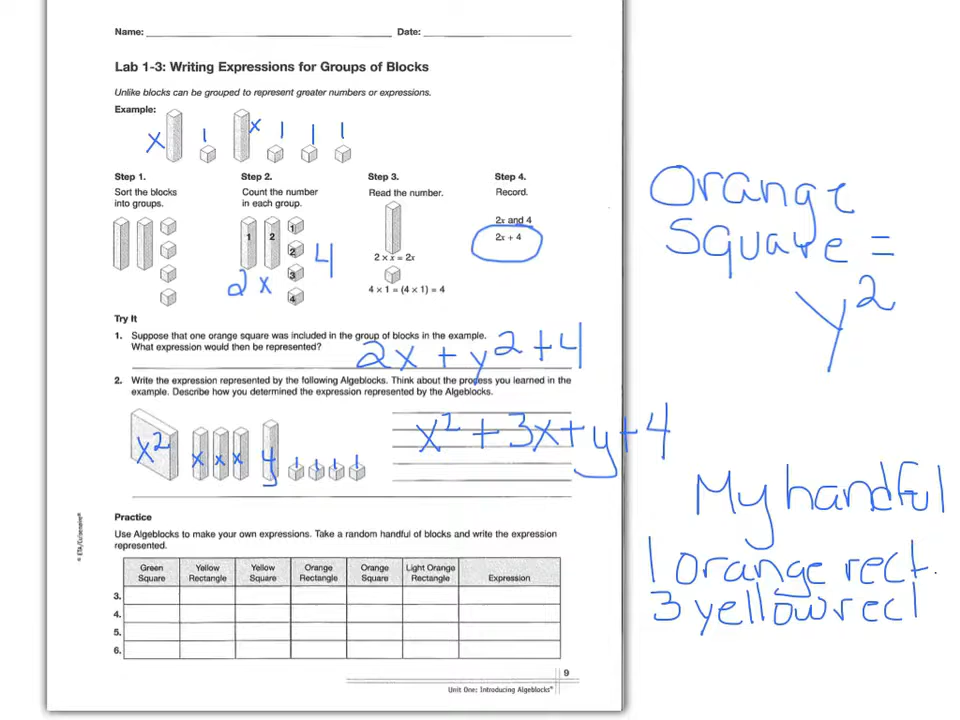 Name: Date:
Lab 1-3: Writing Expressions for Groups of Blocks
Unlike blocks can be grouped to represent greater numbers or expressions.
Example:
x 1 x 1 1 1
Step 1. Step 2. Step 3. Step 4.
Sort the blocks Count the number Read the number. Record.
into groups. in each group.
2x and 4
2x + 4
1 2 1 2 3 4
2x 4
2 × x = 2x
4 × 1 = (4 × 1) = 4
Try It
1. Suppose that one orange square was included in the group of blocks in the example.
What expression would then be represented?
2x + y2 + 4
2. Write the expression represented by the following Algeblocks. Think about the process you learned in the
example. Describe how you determined the expression represented by the Algeblocks.
x2 x x x y 1 1 1 1
x2 + 3x + y + 4
Practice
Use Algeblocks to make your own expressions. Take a random handful of blocks and write the expression
represented.
Green Square Yellow Rectangle Yellow Square Orange Rectangle Orange Square Light Orange Rectangle Expression
3.
4.
5.
6.
© ETA/Cuisenaire®
9
Unit One: Introducing Algeblocks®
Orange
square =
y2
My handful
1 orange rect.
3 yellow rect